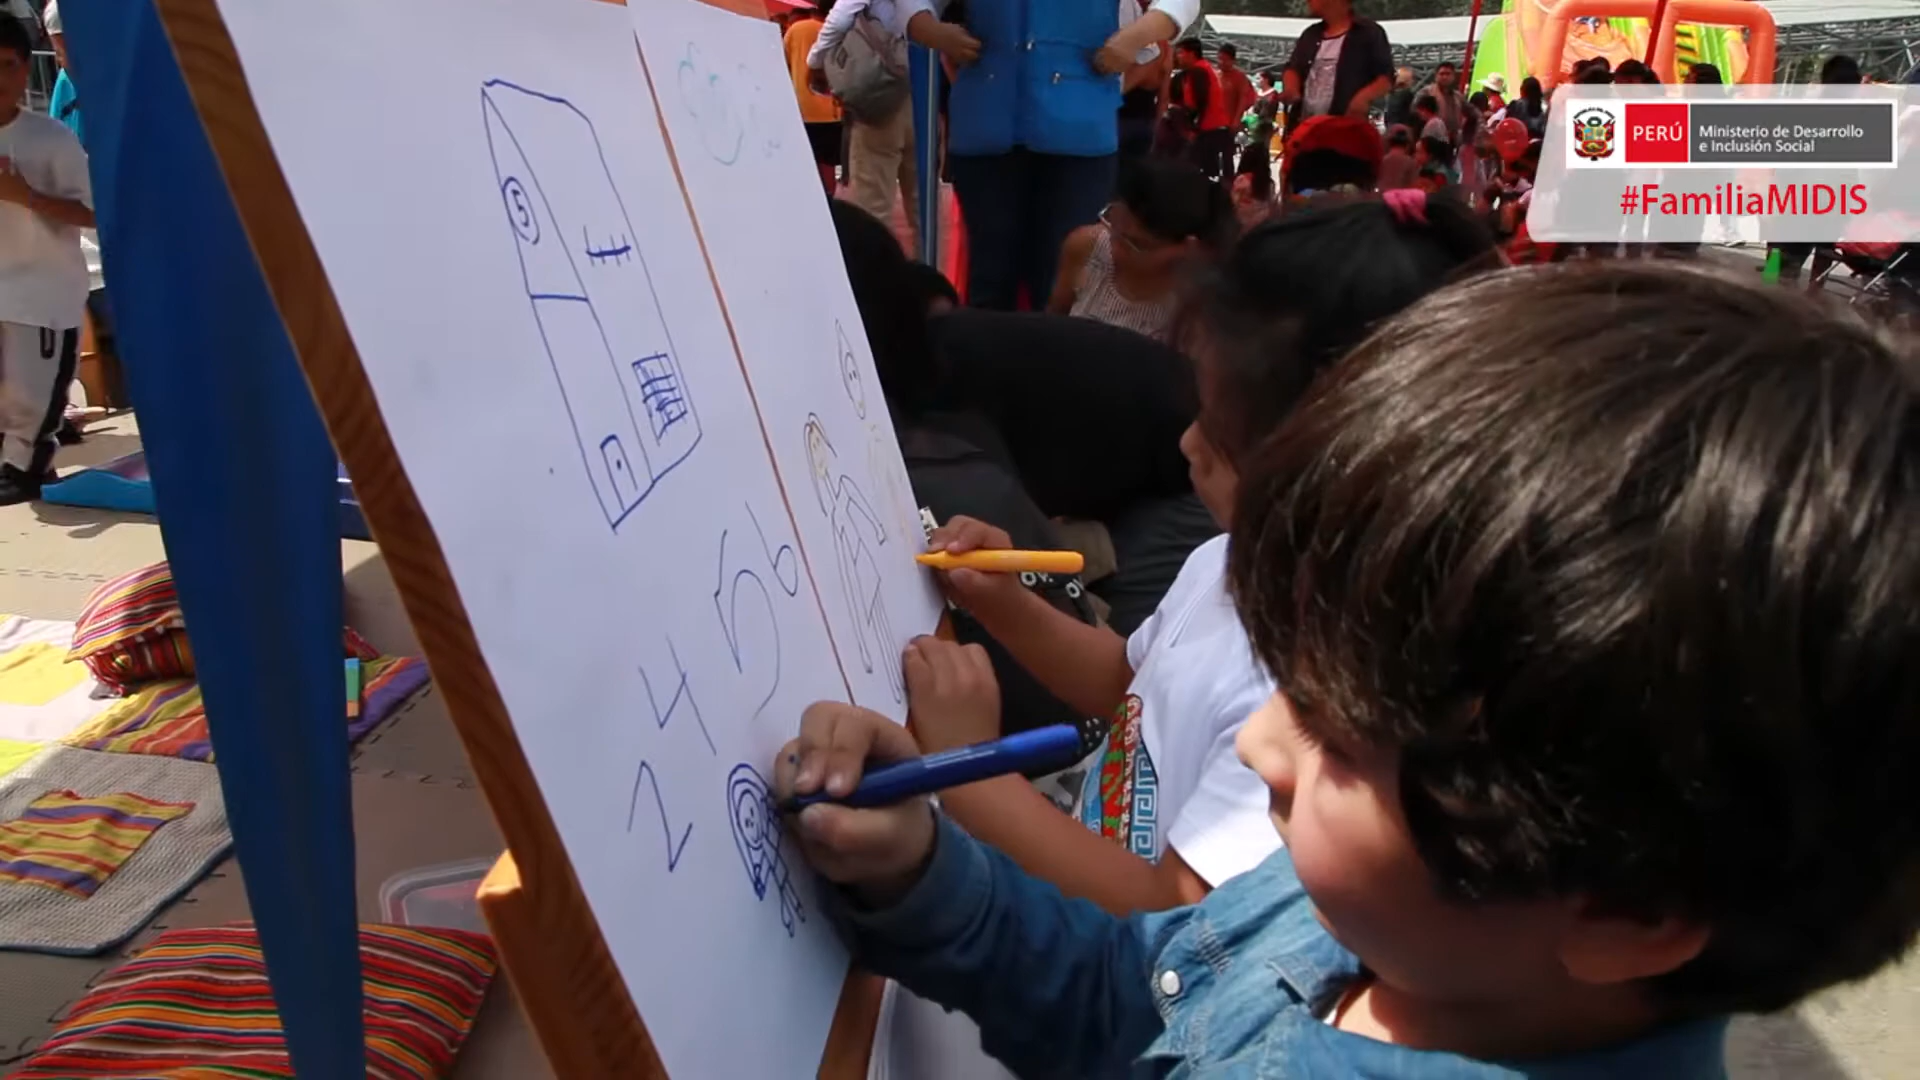 PERÚ
Ministerio de Desarrollo
e Inclusión Social
#FamiliaMIDIS
5
5 6
4
2